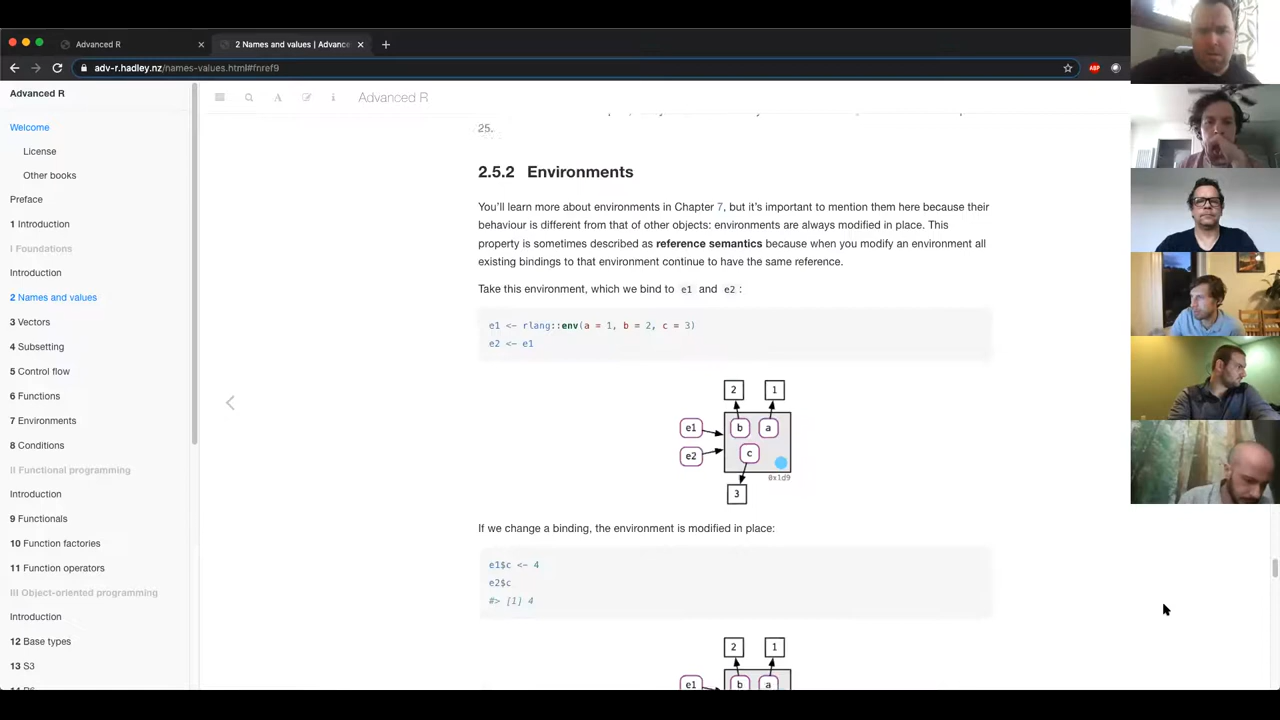 Advanced R
2 Names and values | Advanc
adv-r.hadley.nz/names-values.html#fnref9
ABP
Advanced R
Welcome
License
Other books
Preface
1 Introduction
I Foundations
Introduction
2 Names and values
3 Vectors
4 Subsetting
5 Control flow
6 Functions
7 Environments
8 Conditions
II Functional programming
Introduction
9 Functionals
10 Function factories
11 Function operators
III Object-oriented programming
Introduction
12 Base types
13 S3
Advanced R
25.
2.5.2 Environments
You'll learn more about environments in Chapter 7, but it's important to mention them here because their
behaviour is different from that of other objects: environments are always modified in place. This
property is sometimes described as reference semantics because when you modify an environment all
existing bindings to that environment continue to have the same reference.
Take this environment, which we bind to e1 and e2 :
e1 <- rlang::env(a = 1, b = 2, c = 3)
e2 <- e1
2 1
e1 b a
e2 c
0x1d9
3
If we change a binding, the environment is modified in place:
e1$c <- 4
e2$c
#> [1] 4
2 1
e1 b a